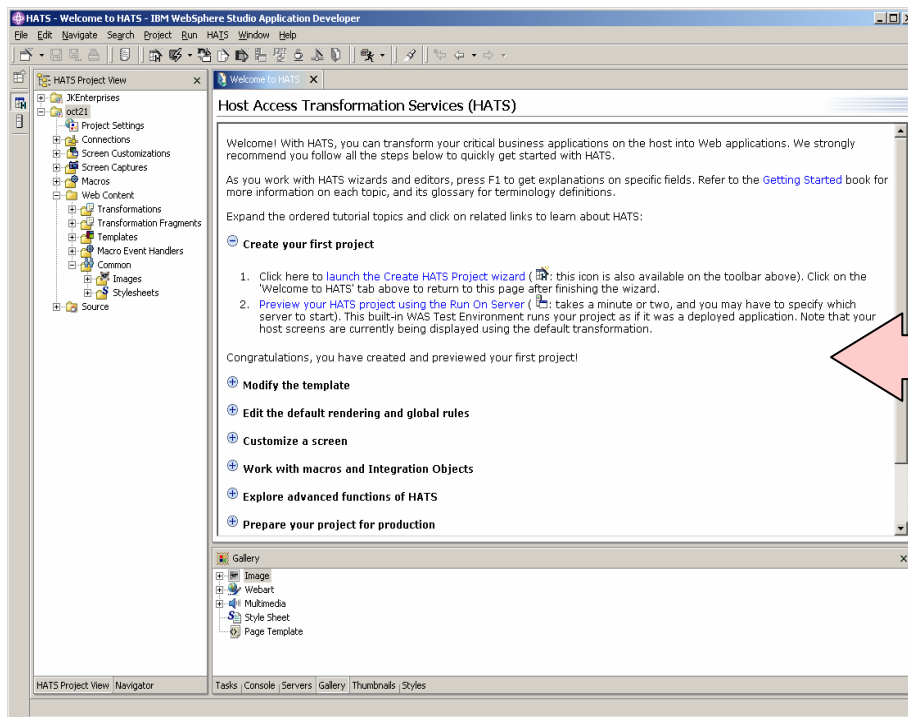 HATS - Welcome to HATS - IBM WebSphere Studio Application Developer
File Edit Navigate Search Project Run HATS Window Help
HATS Project View
JKEnterprises
oct21
Project Settings
Connections
Screen Customizations
Screen Captures
Macros
Web Content
Transformations
Transformation Fragments
Templates
Macro Event Handlers
Common
Images
Stylesheets
Source
HATS Project View Navigator
Welcome to HATS
Host Access Transformation Services (HATS)
Welcome! With HATS, you can transform your critical business applications on the host into Web applications. We strongly
recommend you follow all the steps below to quickly get started with HATS.
As you work with HATS wizards and editors, press F1 to get explanations on specific fields. Refer to the Getting Started book for
more information on each topic, and its glossary for terminology definitions.
Expand the ordered tutorial topics and click on related links to learn about HATS:
Create your first project
1. Click here to launch the Create HATS Project wizard ( : this icon is also available on the toolbar above). Click on the
'Welcome to HATS' tab above to return to this page after finishing the wizard.
2. Preview your HATS project using the Run On Server ( : takes a minute or two, and you may have to specify which
server to start). This built-in WAS Test Environment runs your project as if it was a deployed application. Note that your
host screens are currently being displayed using the default transformation.
Congratulations, you have created and previewed your first project!
Modify the template
Edit the default rendering and global rules
Customize a screen
Work with macros and Integration Objects
Explore advanced functions of HATS
Prepare your project for production
Gallery
Image
Webart
Multimedia
Style Sheet
Page Template
Tasks Console Servers Gallery Thumbnails Styles